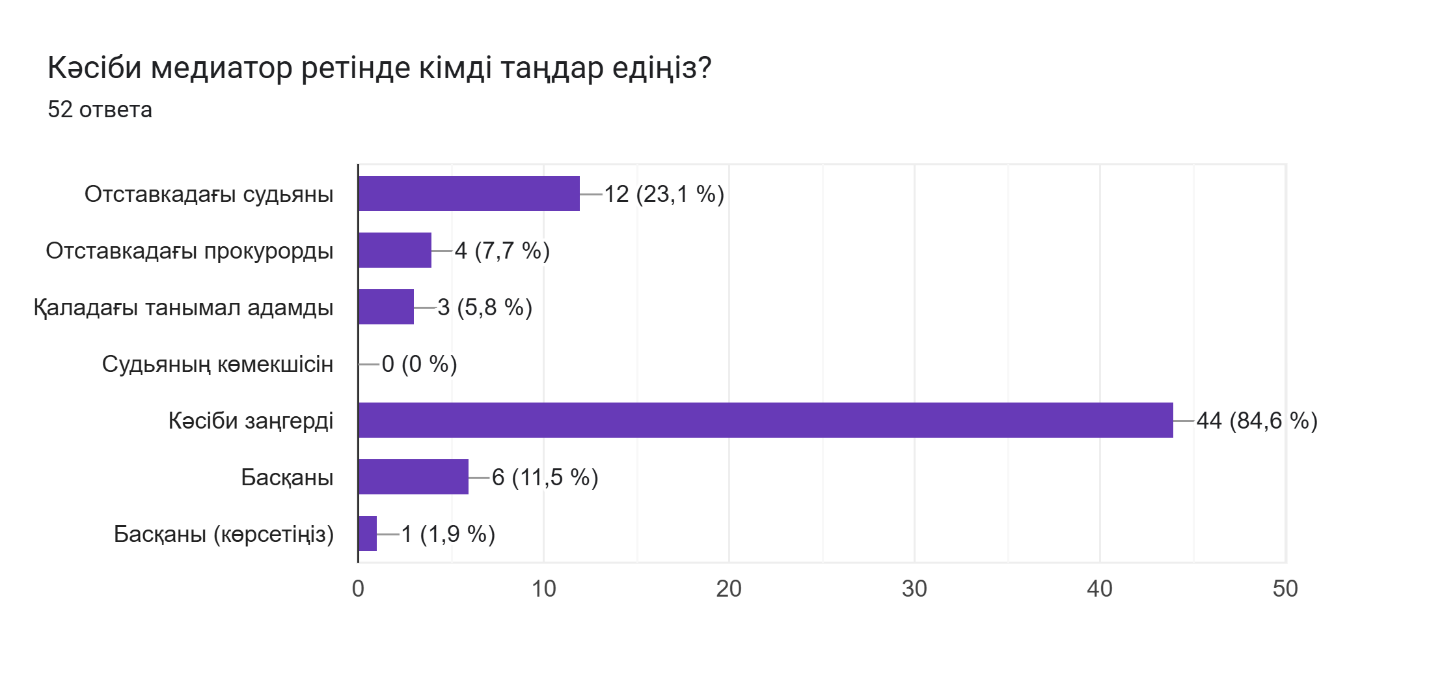 Кәсіби медиатор ретінде кімді таңдар едіңіз?
52 ответа
Отставкадағы судьяны 12 (23,1 %)
Отставкадағы прокурорды 4 (7,7 %)
Қаладағы танымал адамды 3 (5,8 %)
Судьяның көмекшісін 0 (0 %)
Кәсіби заңгерді 44 (84,6 %)
Басқаны 6 (11,5 %)
Басқаны (көрсетіңіз) 1 (1,9 %)
0 10 20 30 40 50